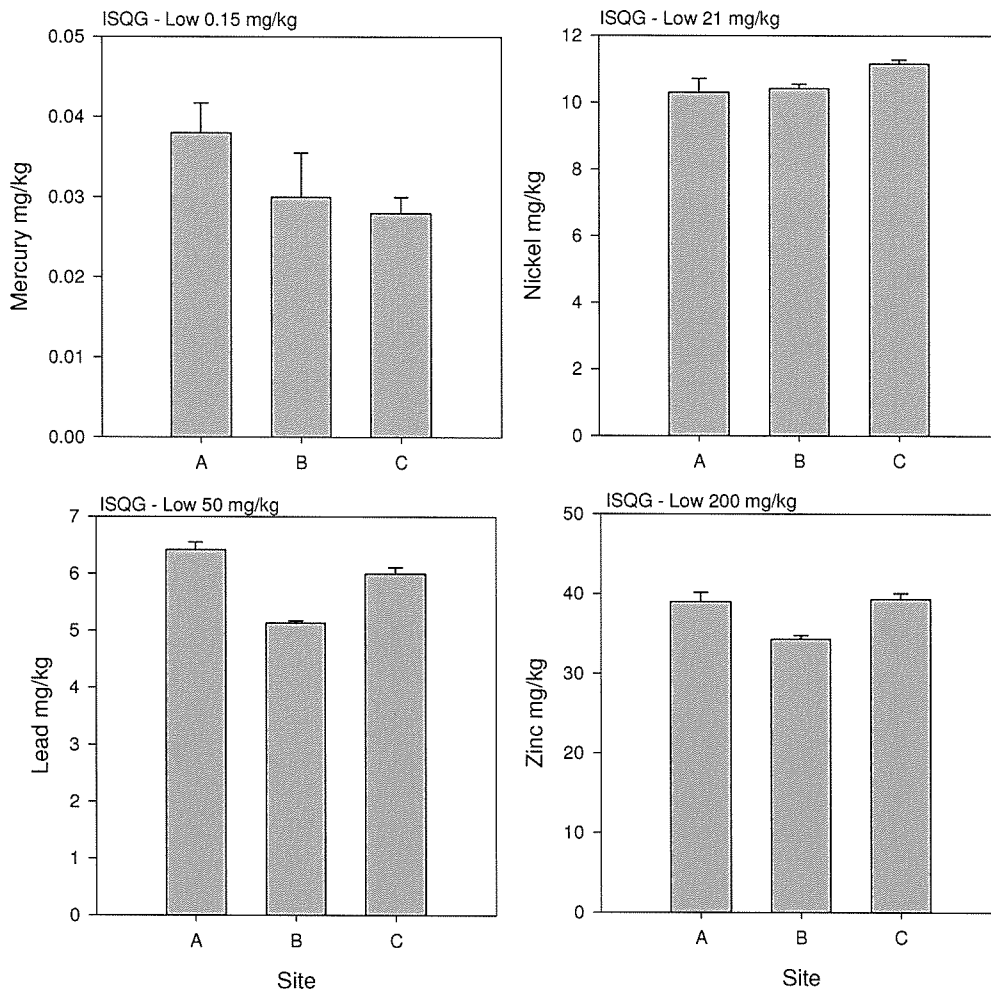 ISQG - Low 0.15 mg/kg
0.05
0.04
0.03
0.02
0.01
0.00
Mercury mg/kg
A B C
ISQG - Low 21 mg/kg
12
10
8
6
4
2
0
Nickel mg/kg
A B C
ISQG - Low 50 mg/kg
7
6
5
4
3
2
1
0
Lead mg/kg
A B C
Site
ISQG - Low 200 mg/kg
50
40
30
20
10
0
Zinc mg/kg
A B C
Site